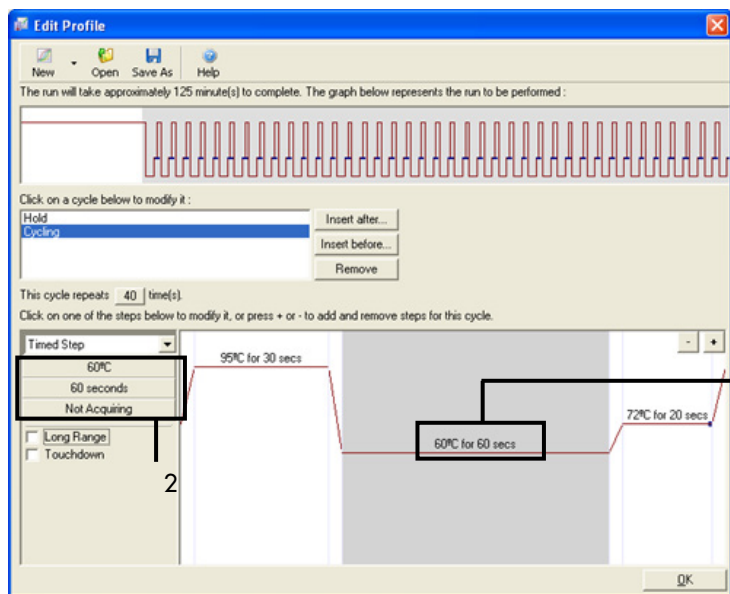 Edit Profile
New Open Save As Help
The run will take approximately 125 minute(s) to complete. The graph below represents the run to be performed :
Click on a cycle below to modify it :
Hold
Cycling
Insert after...
Insert before...
Remove
This cycle repeats 40 time(s).
Click on one of the steps below to modify it, or press + or - to add and remove steps for this cycle.
Timed Step
60ºC
60 seconds
Not Acquiring
Long Range
Touchdown
2
- +
95ºC for 30 secs
60ºC for 60 secs
72ºC for 20 secs
OK